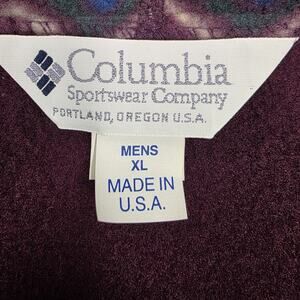 Columbia
Sportswear Company
PORTLAND, OREGON U.S.A.
MENS
XL
MADE IN
U.S.A.